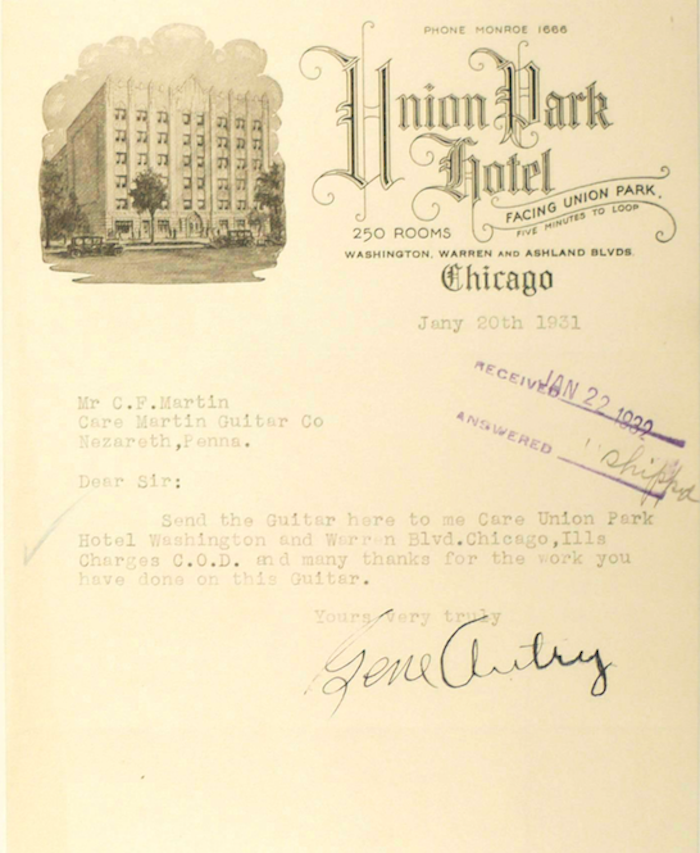 PHONE MONROE 1666
Union Park
Hotel
FACING UNION PARK.
FIVE MINUTES TO LOOP
250 ROOMS
WASHINGTON, WARREN AND ASHLAND BLVDS.
Chicago
Jany 20th 1931
RECEIVED JAN 22 1932
ANSWERED " shippd
Mr C.F.Martin
Care Martin Guitar Co
Nezareth,Penna.
Dear Sir:
Send the Guitar here to me Care Union Park
Hotel Washington and Warren Blvd.Chicago,Ills
Charges C.O.D. and many thanks for the work you
have done on this Guitar.
Yours very truly
Gene Autry